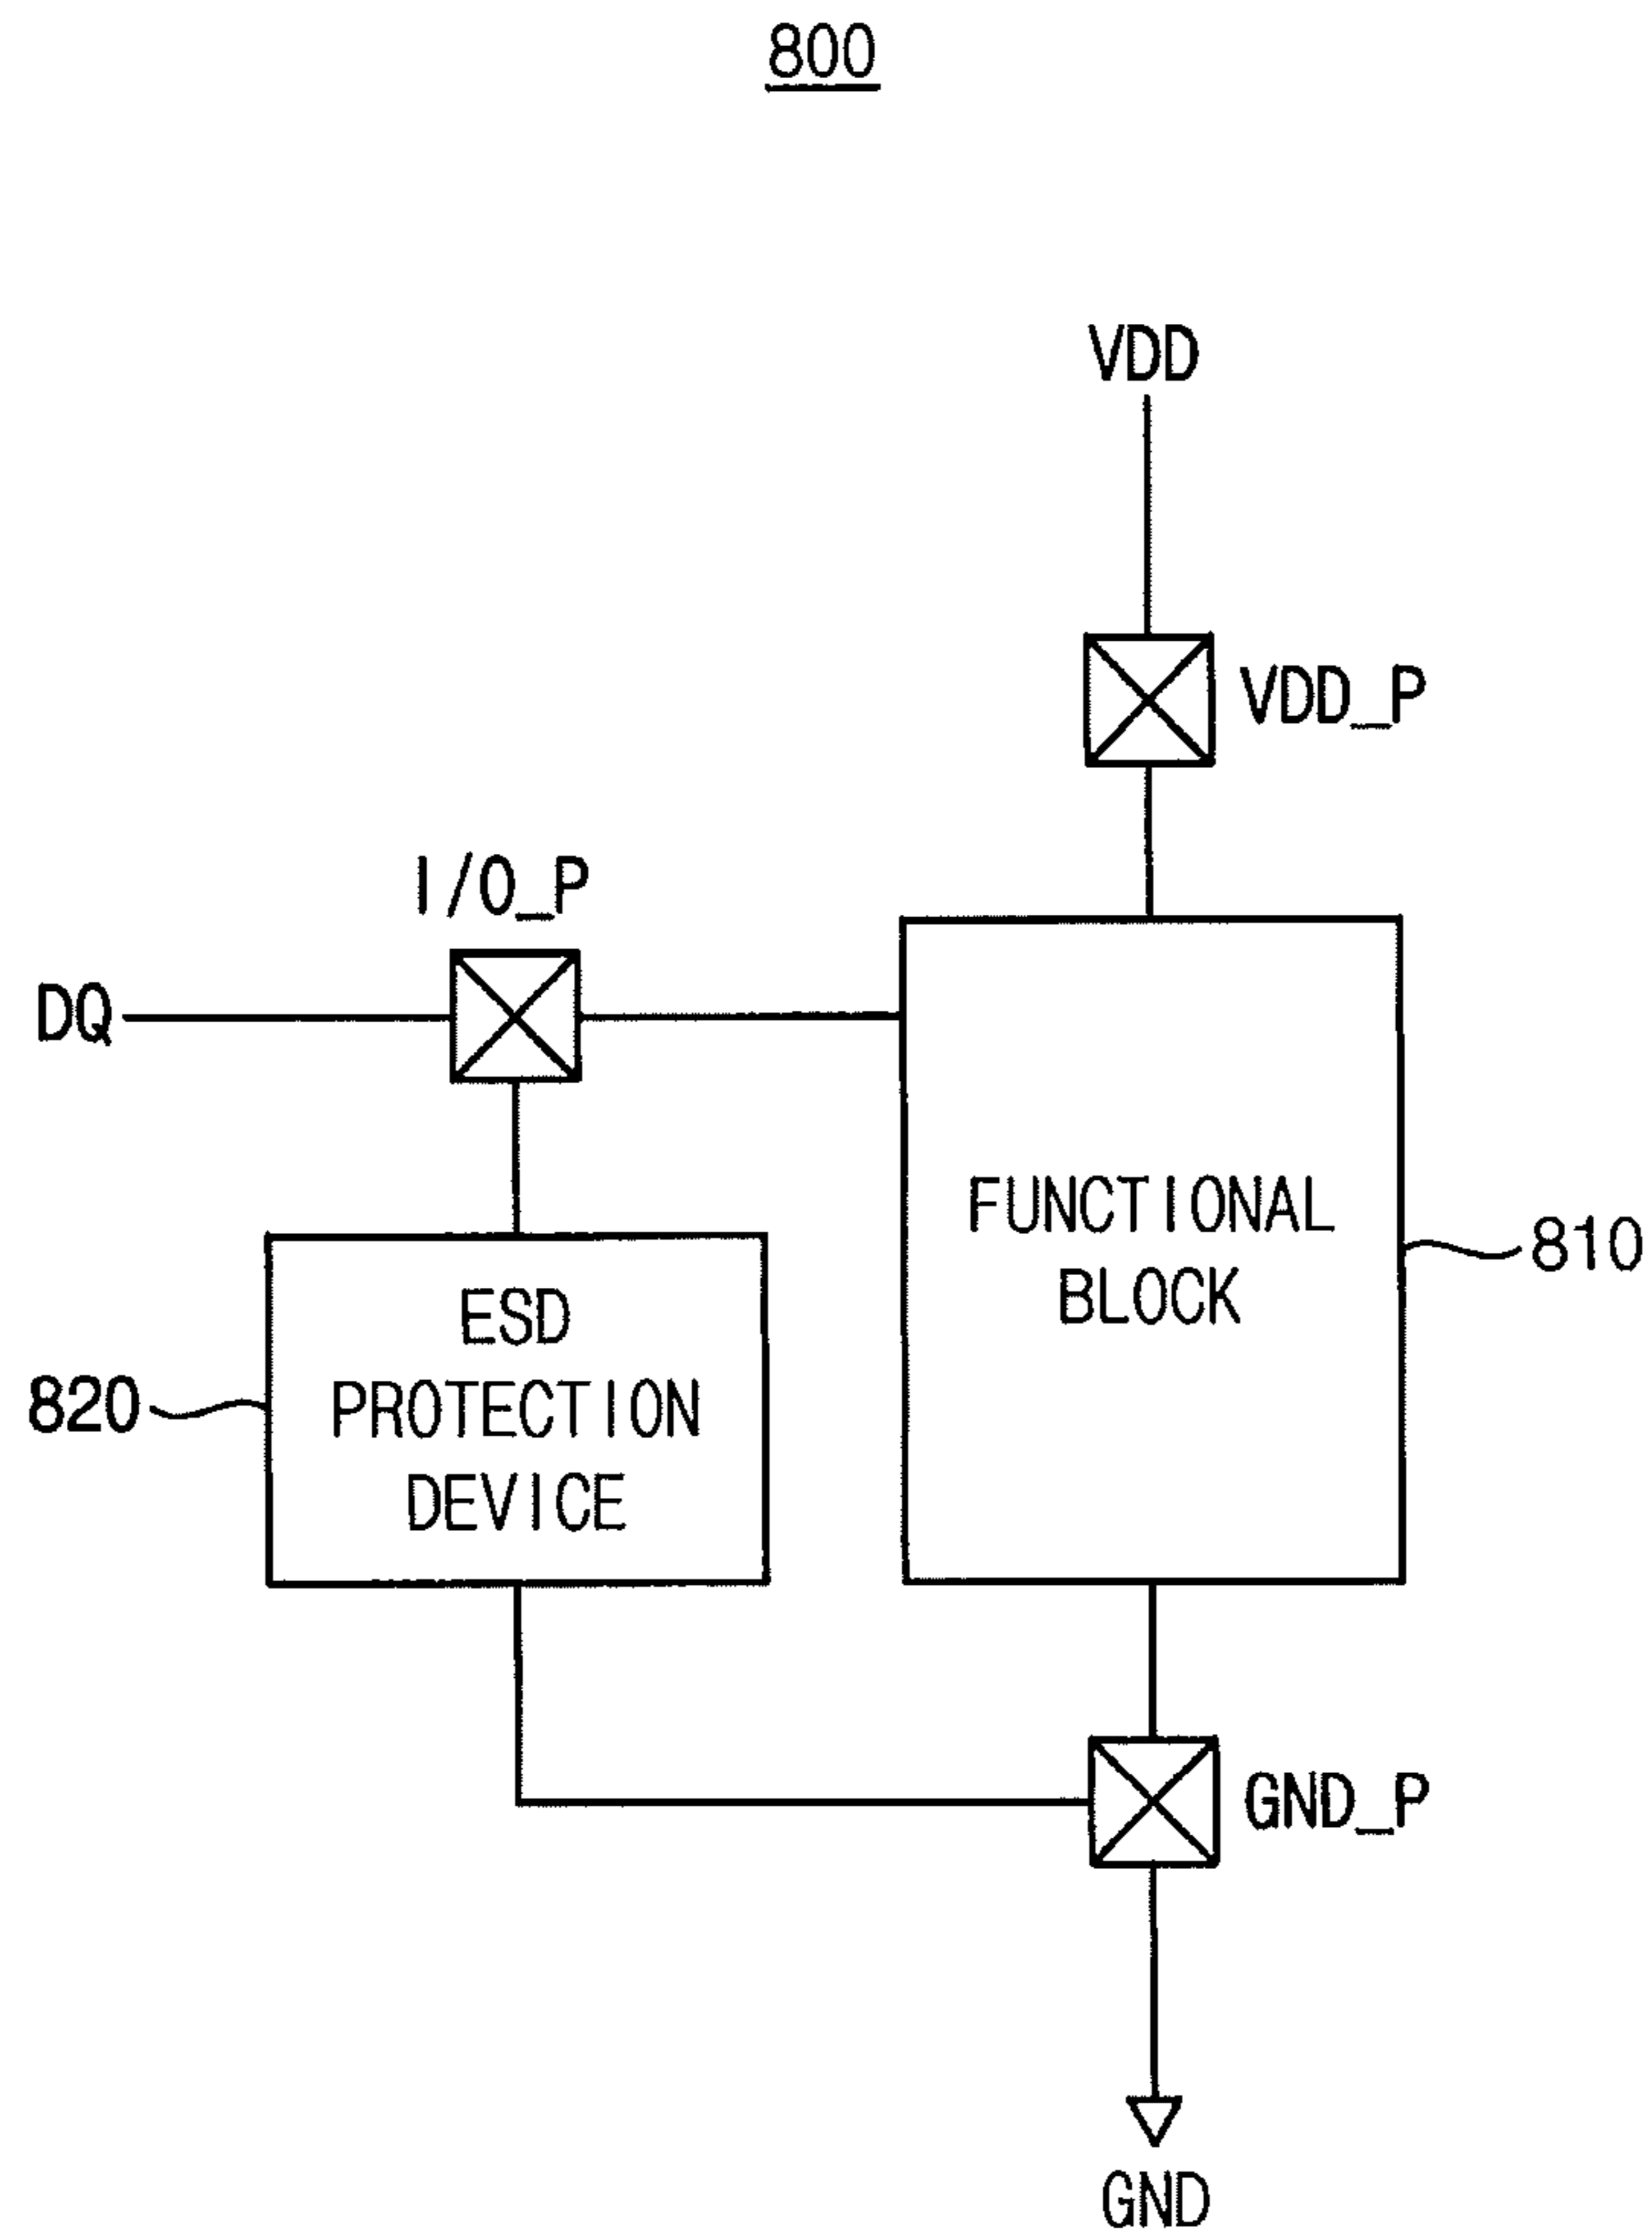 800
VDD
VDD_P
I/O_P
DQ
FUNCTIONAL
BLOCK
810
ESD
PROTECTION
DEVICE
820
GND_P
GND